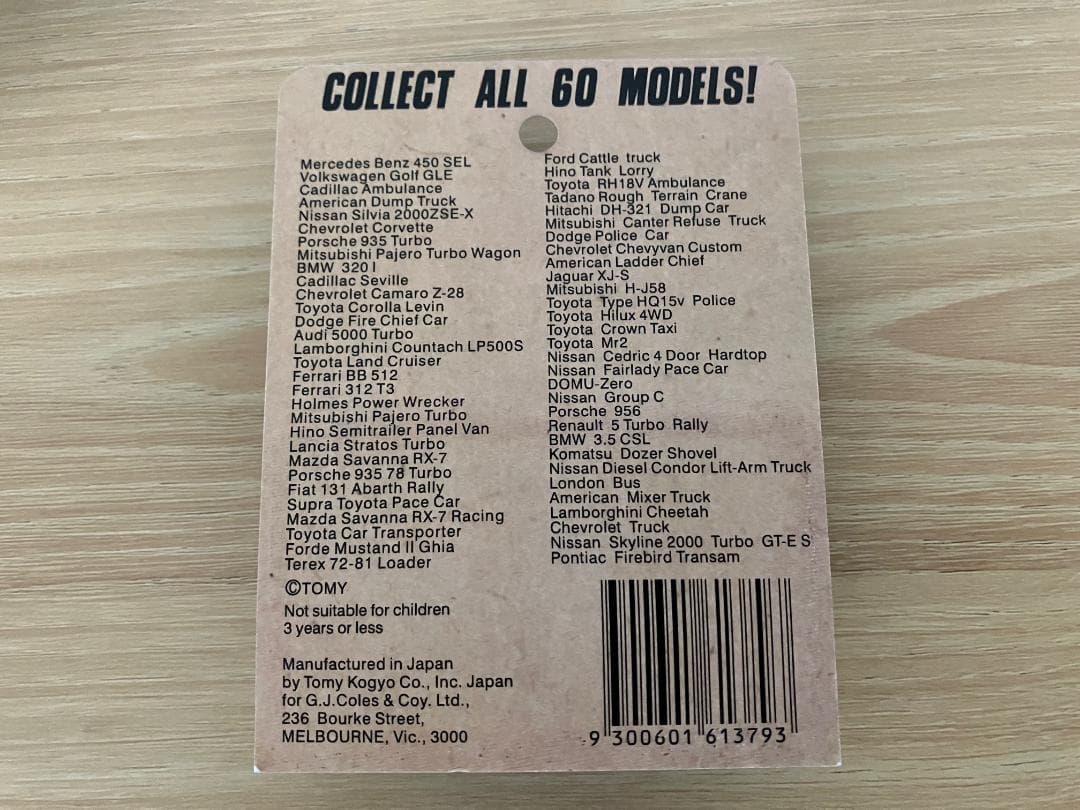 COLLECT ALL 60 MODELS!
Mercedes Benz 450 SEL
Volkswagen Golf GLE
Cadillac Ambulance
American Dump Truck
Nissan Silvia 2000ZSE-X
Chevrolet Corvette
Porsche 935 Turbo
Mitsubishi Pajero Turbo Wagon
BMW 320 I
Cadillac Seville
Chevrolet Camaro Z-28
Toyota Corolla Levin
Dodge Fire Chief Car
Audi 5000 Turbo
Lamborghini Countach LP500S
Toyota Land Cruiser
Ferrari BB 512
Ferrari 312 T3
Holmes Power Wrecker
Mitsubishi Pajero Turbo
Hino Semitrailer Panel Van
Lancia Stratos Turbo
Mazda Savanna RX-7
Porsche 935 78 Turbo
Fiat 131 Abarth Rally
Supra Toyota Pace Car
Mazda Savanna RX-7 Racing
Toyota Car Transporter
Forde Mustand II Ghia
Terex 72-81 Loader
Ford Cattle truck
Hino Tank Lorry
Toyota RH18V Ambulance
Tadano Rough Terrain Crane
Hitachi DH-321 Dump Car
Mitsubishi Canter Refuse Truck
Dodge Police Car
Chevrolet Chevyvan Custom
American Ladder Chief
Jaguar XJ-S
Mitsubishi H-J58
Toyota Type HQ15v Police
Toyota Hilux 4WD
Toyota Crown Taxi
Toyota Mr2
Nissan Cedric 4 Door Hardtop
Nissan Fairlady Pace Car
DOMU-Zero
Nissan Group C
Porsche 956
Renault 5 Turbo Rally
BMW 3.5 CSL
Komatsu Dozer Shovel
Nissan Diesel Condor Lift-Arm Truck
London Bus
American Mixer Truck
Lamborghini Cheetah
Chevrolet Truck
Nissan Skyline 2000 Turbo GT-E S
Pontiac Firebird Transam
©TOMY
Not suitable for children
3 years or less
Manufactured in Japan
by Tomy Kogyo Co., Inc. Japan
for G.J.Coles & Coy. Ltd.,
236 Bourke Street,
MELBOURNE, Vic., 3000
9 300601 613793